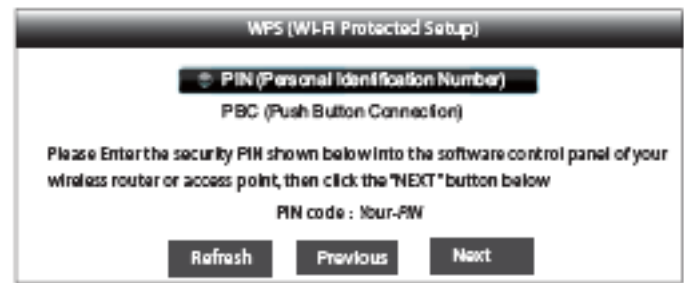 WPS (WI-FI Protected Setup)
PIN (Personal Identification Number)
PBC (Push Button Connection)
Please Enter the security PIN shown below into the software control panel of your
wireless router or access point, then click the "NEXT" button below
PIN code : Your-PIN
Refresh Previous Next